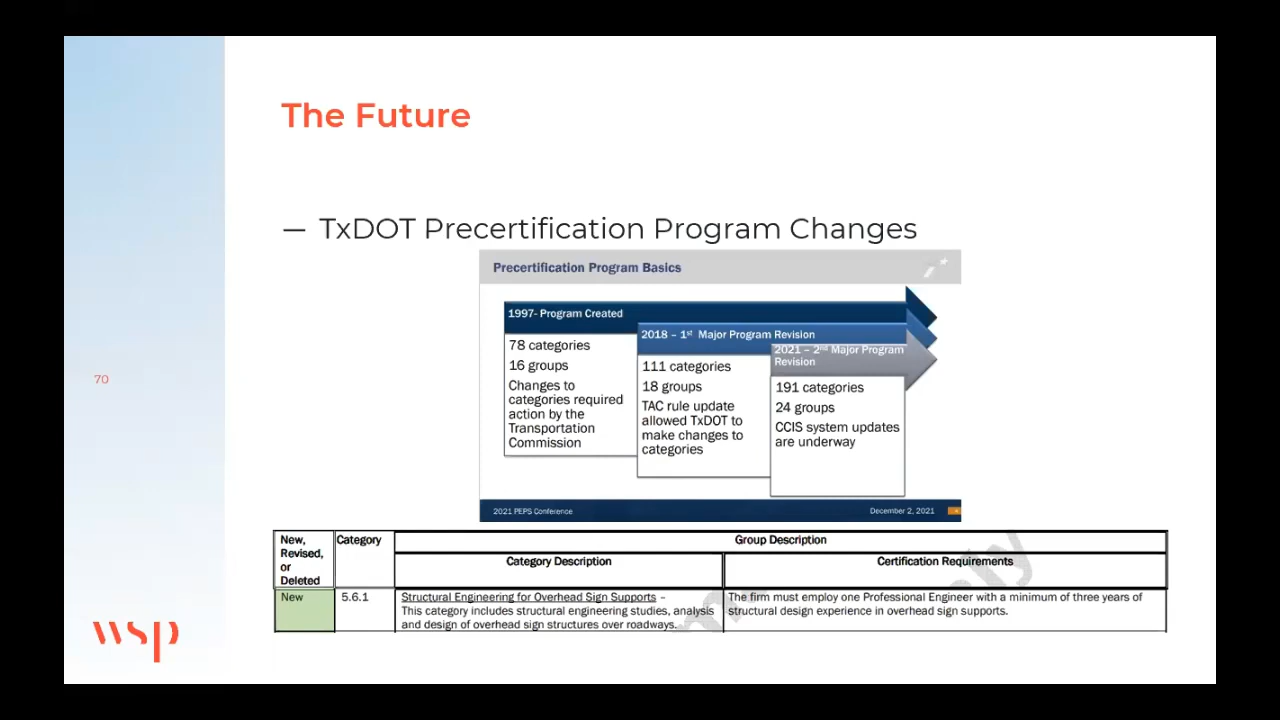 The Future
— TxDOT Precertification Program Changes
Precertification Program Basics
1997- Program Created
78 categories
16 groups
Changes to
categories required
action by the
Transportation
Commission
2018 – 1st Major Program Revision
111 categories
18 groups
TAC rule update
allowed TxDOT to
make changes to
categories
2021 – 2nd Major Program
Revision
191 categories
24 groups
CCIS system updates
are underway
2021 PEPS Conference
December 2, 2021
70
New,
Revised,
or
Deleted
Category
Group Description
Category Description
Certification Requirements
New
5.6.1
Structural Engineering for Overhead Sign Supports –
This category includes structural engineering studies, analysis
and design of overhead sign structures over roadways.
The firm must employ one Professional Engineer with a minimum of three years of
structural design experience in overhead sign supports.
wsp